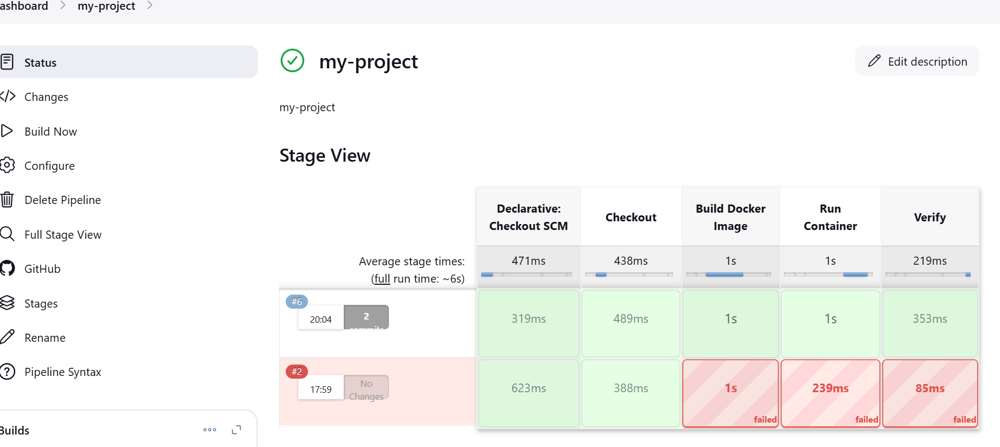 ashboard > my-project >
Status
Changes
Build Now
Configure
Delete Pipeline
Full Stage View
GitHub
Stages
Rename
Pipeline Syntax
Builds
my-project
Edit description
my-project
Stage View
Declarative:
Checkout SCM
Checkout
Build Docker
Image
Run
Container
Verify
Average stage times:
(full run time: ~6s)
471ms
438ms
1s
1s
219ms
#6
20:04
2
commits
319ms
489ms
1s
1s
353ms
#2
17:59
No
Changes
623ms
388ms
1s
failed
239ms
failed
85ms
failed